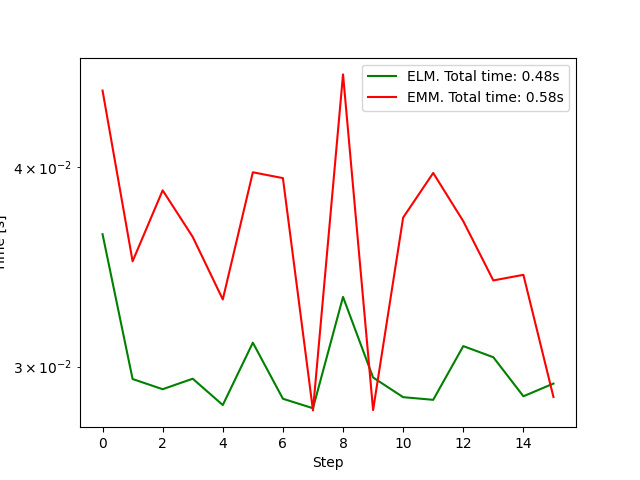 ELM. Total time: 0.48s
EMM. Total time: 0.58s
4 × 10⁻²
3 × 10⁻²
0 2 4 6 8 10 12 14
Step